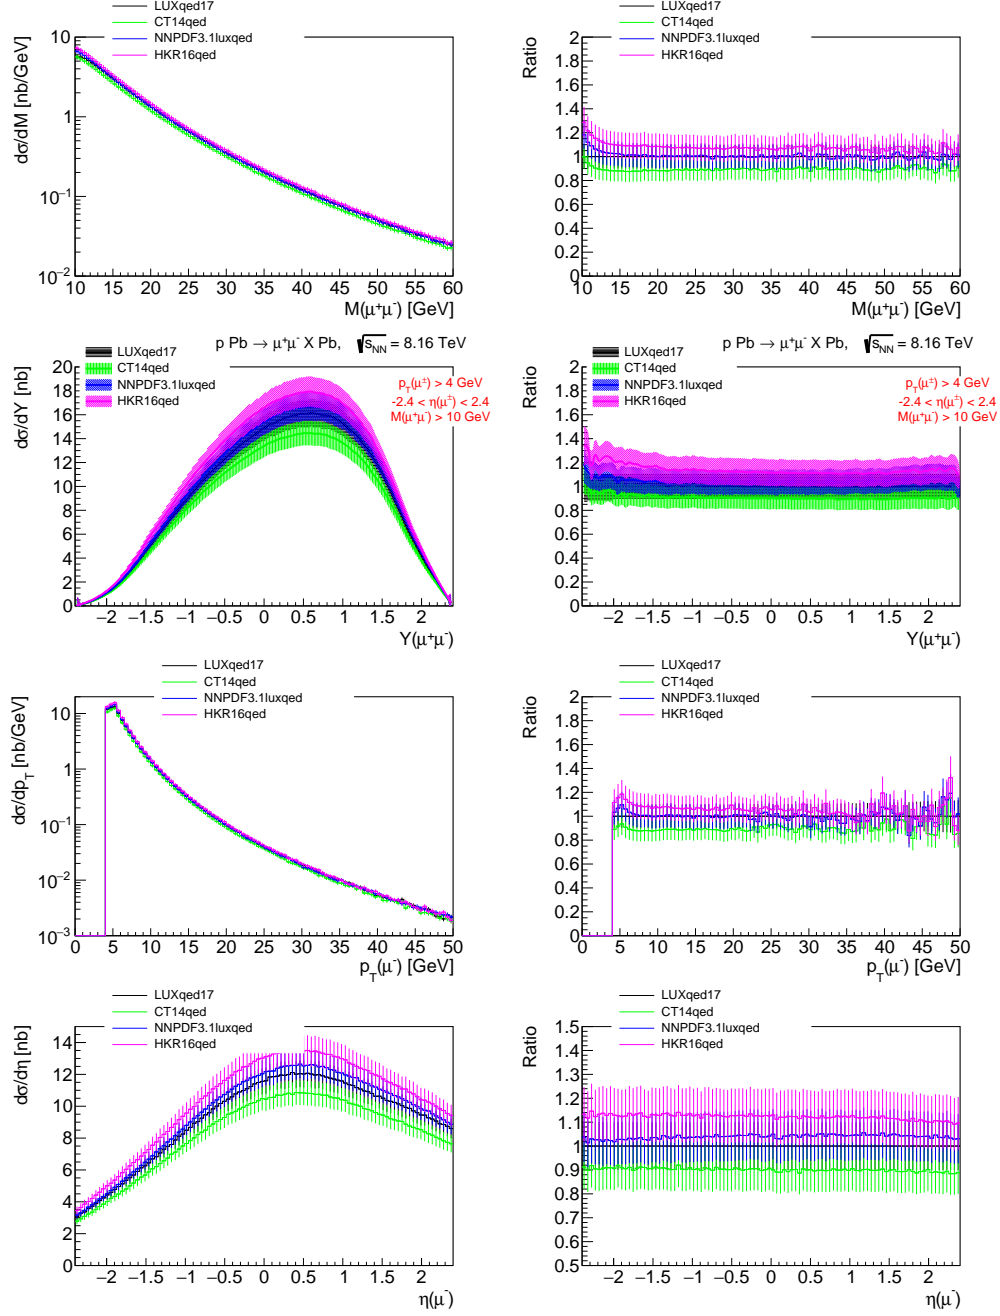 LUXqed17
CT14qed
NNPDF3.1luxqed
HKR16qed
dσ/dM [nb/GeV]
10
1
10⁻¹
10⁻²
10 15 20 25 30 35 40 45 50 55 60
M(μ⁺μ⁻) [GeV]
LUXqed17
CT14qed
NNPDF3.1luxqed
HKR16qed
Ratio
2
1.8
1.6
1.4
1.2
1
0.8
0.6
0.4
0.2
0
10 15 20 25 30 35 40 45 50 55 60
M(μ⁺μ⁻) [GeV]
p Pb → μ⁺μ⁻ X Pb, √s_NN = 8.16 TeV
LUXqed17
CT14qed
NNPDF3.1luxqed
HKR16qed
p_T(μ^±) > 4 GeV
-2.4 < η(μ^±) < 2.4
M(μ⁺μ⁻) > 10 GeV
dσ/dY [nb]
20
18
16
14
12
10
8
6
4
2
0
−2 −1.5 −1 −0.5 0 0.5 1 1.5 2
Y(μ⁺μ⁻)
p Pb → μ⁺μ⁻ X Pb, √s_NN = 8.16 TeV
LUXqed17
CT14qed
NNPDF3.1luxqed
HKR16qed
p_T(μ^±) > 4 GeV
-2.4 < η(μ^±) < 2.4
M(μ⁺μ⁻) > 10 GeV
Ratio
2
1.8
1.6
1.4
1.2
1
0.8
0.6
0.4
0.2
0
−2 −1.5 −1 −0.5 0 0.5 1 1.5 2
Y(μ⁺μ⁻)
LUXqed17
CT14qed
NNPDF3.1luxqed
HKR16qed
dσ/dp_T [nb/GeV]
10
1
10⁻¹
10⁻²
10⁻³
0 5 10 15 20 25 30 35 40 45 50
p_T(μ⁻) [GeV]
LUXqed17
CT14qed
NNPDF3.1luxqed
HKR16qed
Ratio
2
1.8
1.6
1.4
1.2
1
0.8
0.6
0.4
0.2
0
0 5 10 15 20 25 30 35 40 45 50
p_T(μ⁻) [GeV]
LUXqed17
CT14qed
NNPDF3.1luxqed
HKR16qed
dσ/dη [nb]
14
12
10
8
6
4
2
0
−2 −1.5 −1 −0.5 0 0.5 1 1.5 2
η(μ⁻)
LUXqed17
CT14qed
NNPDF3.1luxqed
HKR16qed
Ratio
1.5
1.4
1.3
1.2
1.1
1
0.9
0.8
0.7
0.6
0.5
−2 −1.5 −1 −0.5 0 0.5 1 1.5 2
η(μ⁻)